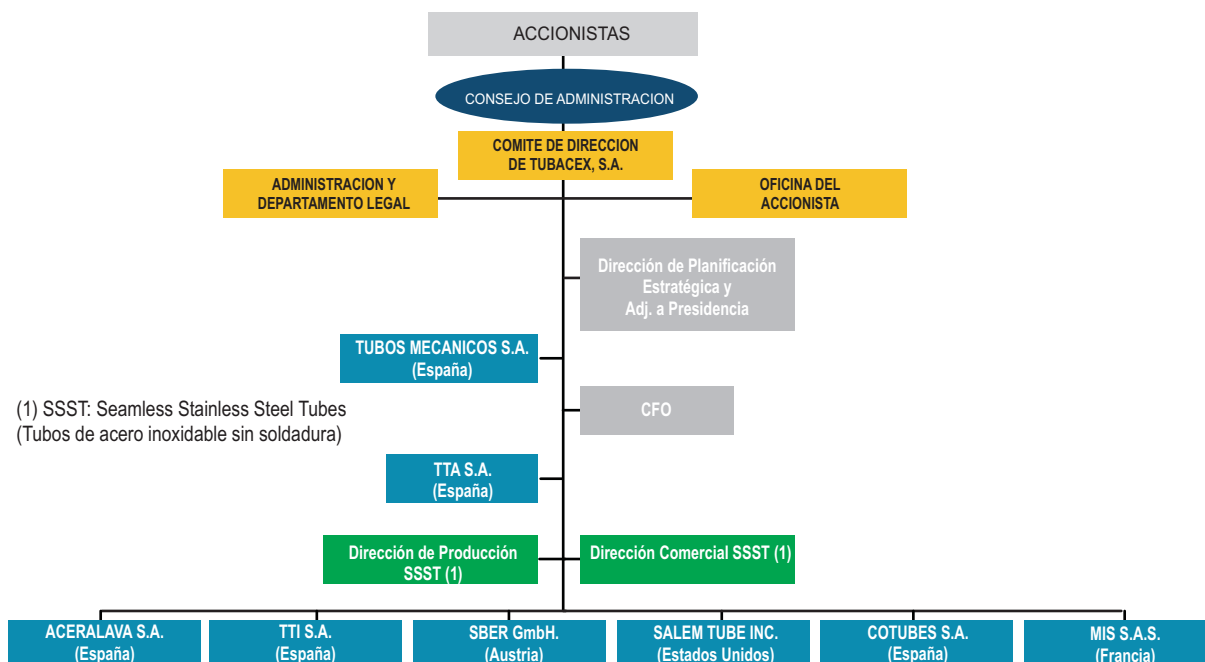 ACCIONISTAS
CONSEJO DE ADMINISTRACION
COMITE DE DIRECCION
DE TUBACEX, S.A.
ADMINISTRACION Y
DEPARTAMENTO LEGAL
OFICINA DEL
ACCIONISTA
Dirección de Planificación
Estratégica y
Adj. a Presidencia
TUBOS MECANICOS S.A.
(España)
(1) SSST: Seamless Stainless Steel Tubes
(Tubos de acero inoxidable sin soldadura)
CFO
TTA S.A.
(España)
Dirección de Producción
SSST (1)
Dirección Comercial SSST (1)
ACERALAVA S.A.
(España)
TTI S.A.
(España)
SBER GmbH.
(Austria)
SALEM TUBE INC.
(Estados Unidos)
COTUBES S.A.
(España)
MIS S.A.S.
(Francia)